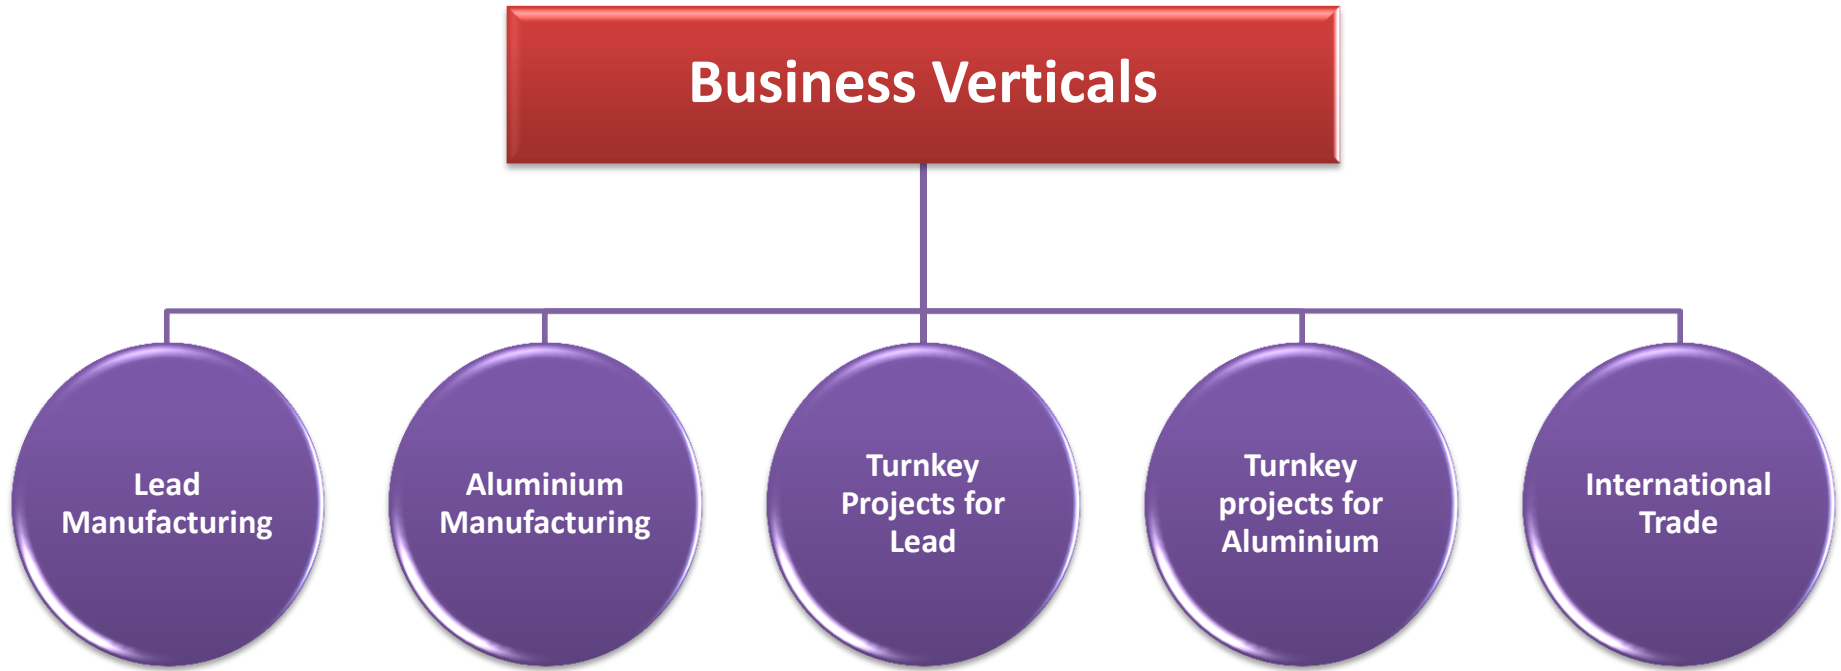 Business Verticals
Lead
Manufacturing
Aluminium
Manufacturing
Turnkey
Projects for
Lead
Turnkey
projects for
Aluminium
International
Trade